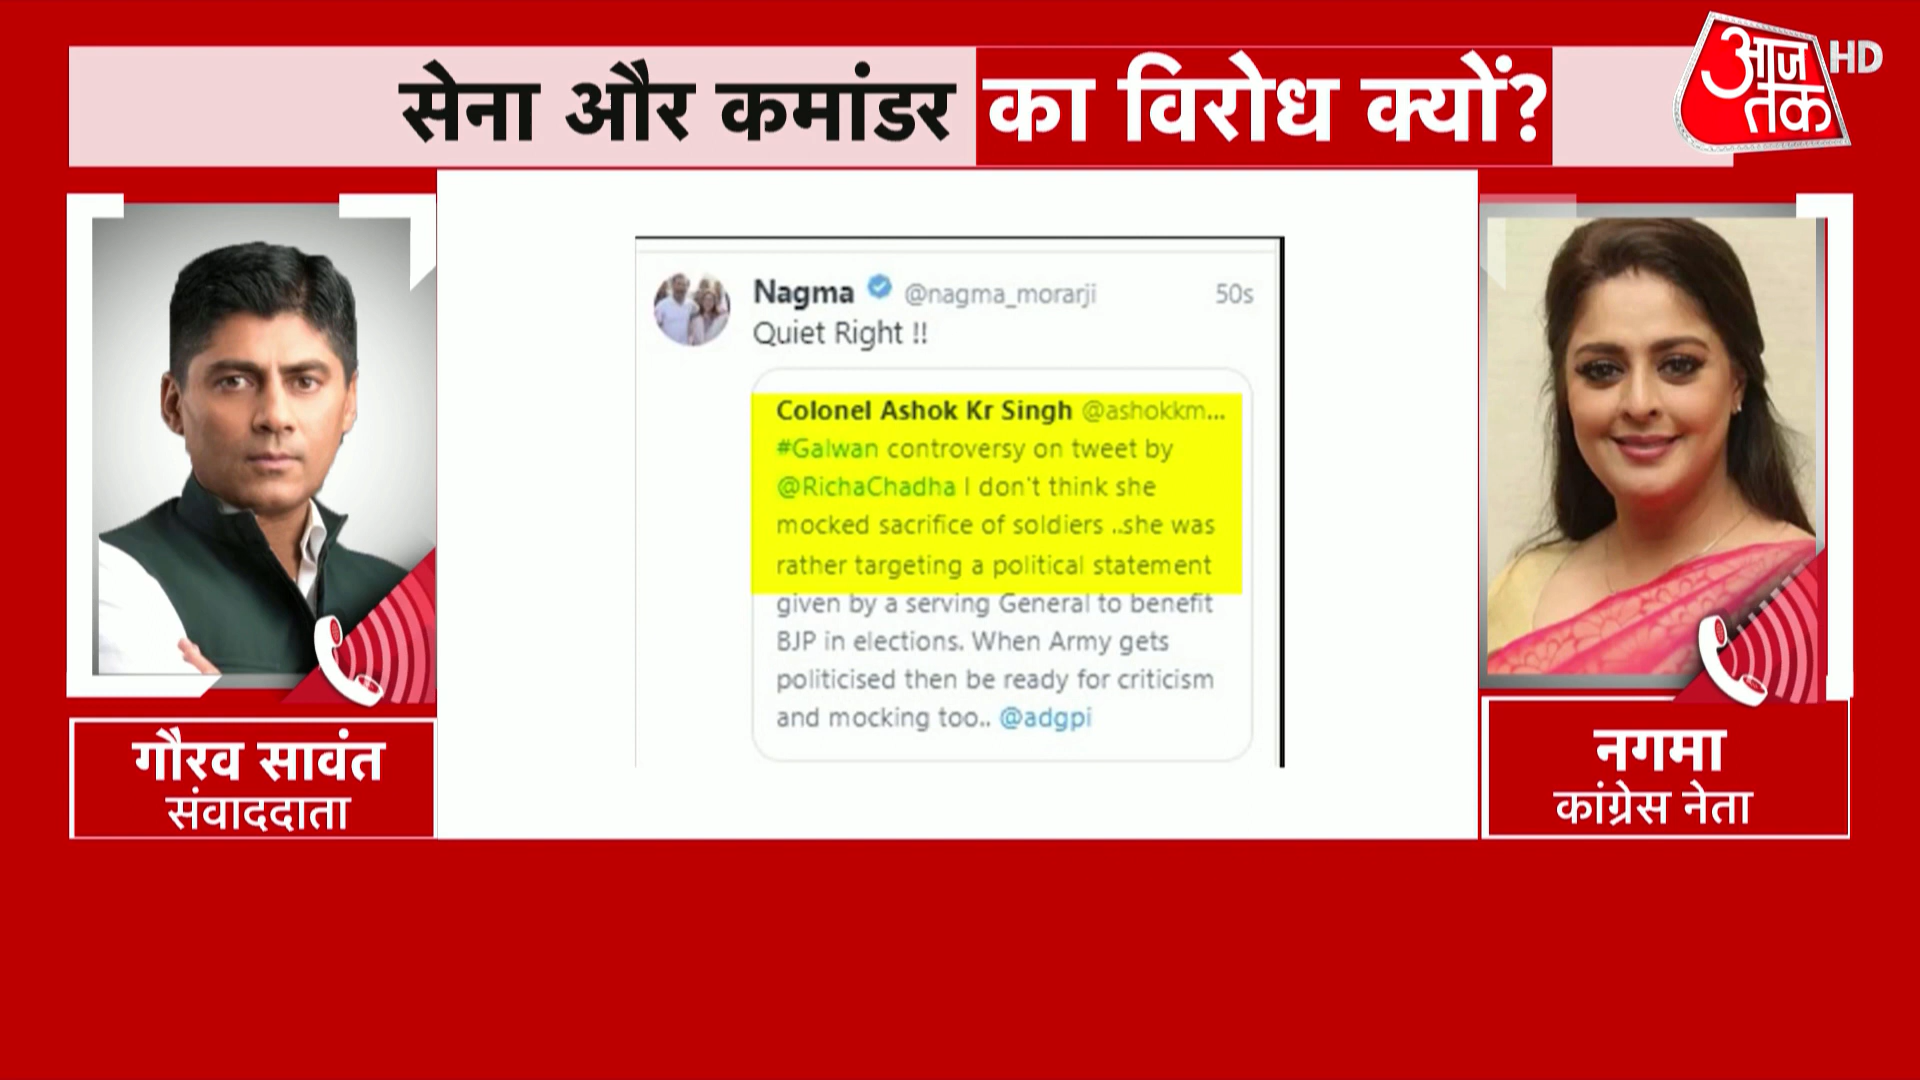 सेना और कमांडर का विरोध क्यों?
आज
तक
HD
Nagma @nagma_morarji 50s
Quiet Right !!
Colonel Ashok Kr Singh @ashokkm...
#Galwan controversy on tweet by
@RichaChadha I don't think she
mocked sacrifice of soldiers ..she was
rather targeting a political statement
given by a serving General to benefit
BJP in elections. When Army gets
politicised then be ready for criticism
and mocking too.. @adgpi
गौरव सावंत
संवाददाता
नगमा
कांग्रेस नेता